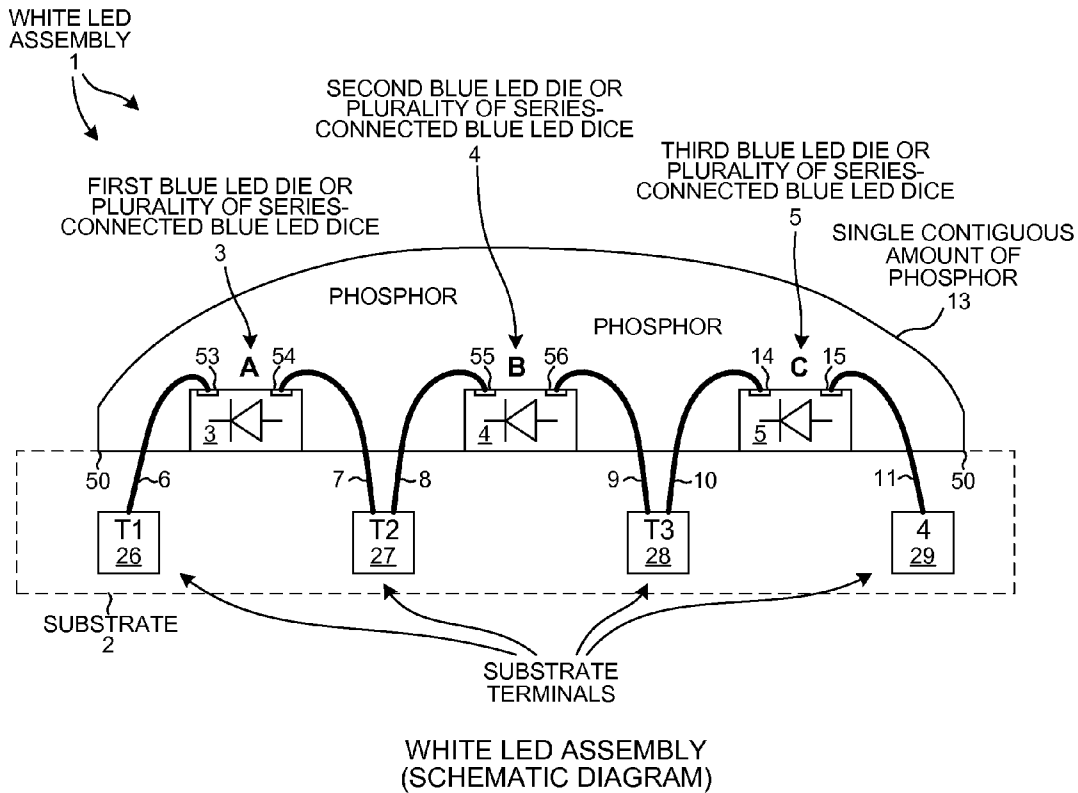 WHITE LED
ASSEMBLY
1
SECOND BLUE LED DIE OR
PLURALITY OF SERIES-
CONNECTED BLUE LED DICE
4
THIRD BLUE LED DIE OR
PLURALITY OF SERIES-
CONNECTED BLUE LED DICE
5
FIRST BLUE LED DIE OR
PLURALITY OF SERIES-
CONNECTED BLUE LED DICE
3
SINGLE CONTIGUOUS
AMOUNT OF
PHOSPHOR
13
PHOSPHOR
PHOSPHOR
53 A 54
55 B 56
14 C 15
3
4
5
50 6 7 8 9 10 11 50
T1
26
T2
27
T3
28
4
29
SUBSTRATE
2
SUBSTRATE
TERMINALS
WHITE LED ASSEMBLY
(SCHEMATIC DIAGRAM)